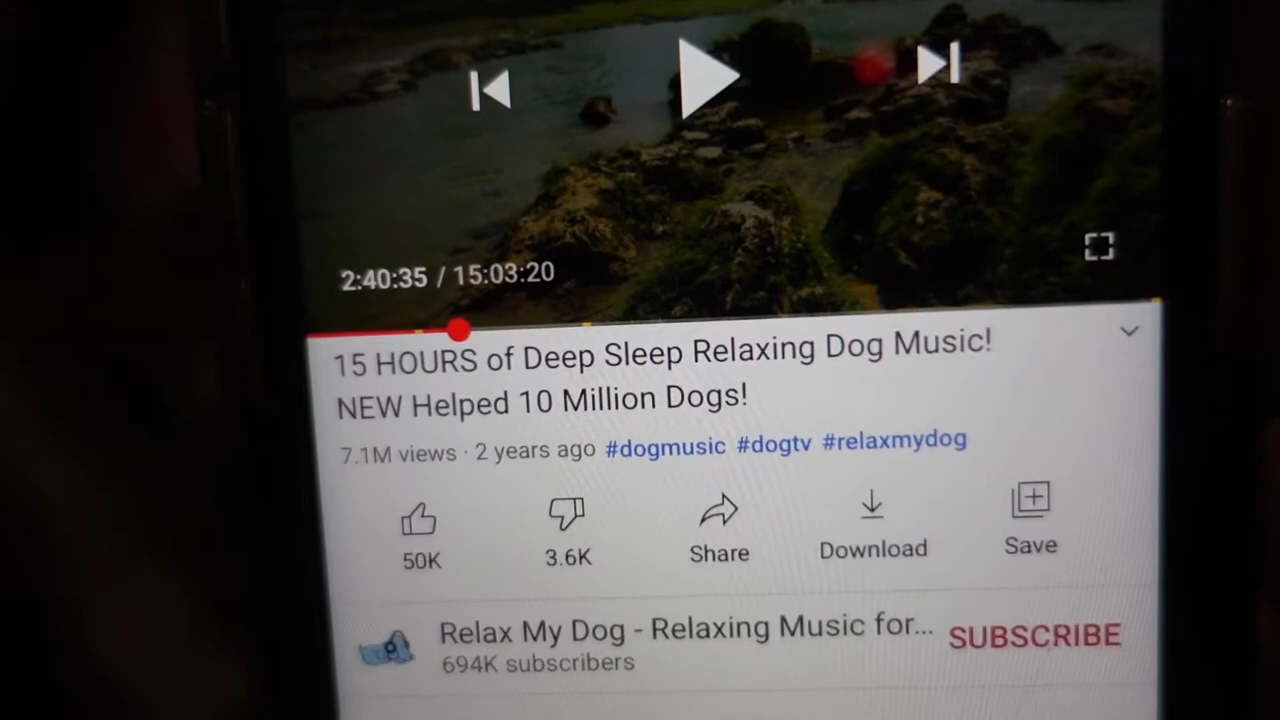 2:40:35 / 15:03:20
15 HOURS of Deep Sleep Relaxing Dog Music!
NEW Helped 10 Million Dogs!
7.1M views · 2 years ago #dogmusic #dogtv #relaxmydog
50K 3.6K Share Download Save
Relax My Dog - Relaxing Music for... SUBSCRIBE
694K subscribers